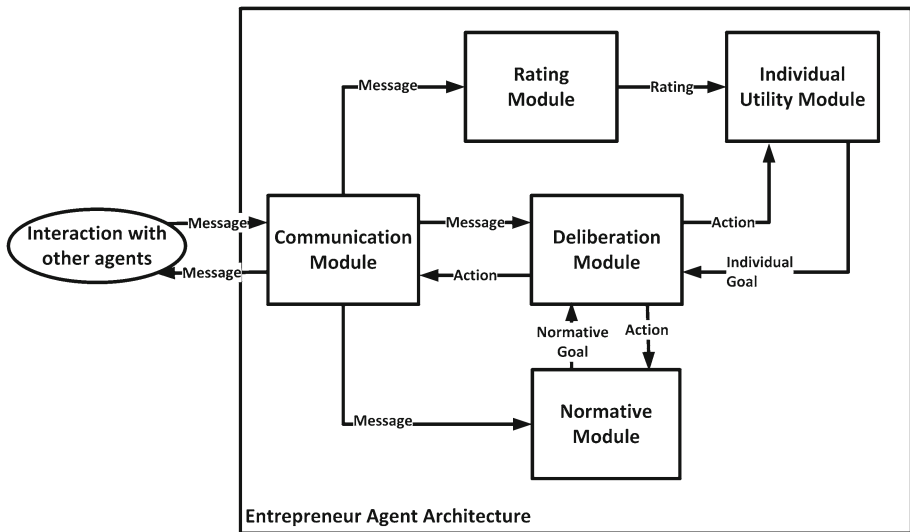 Message
Rating
Module
Rating
Individual
Utility Module
Message
Interaction with
other agents
Message
Communication
Module
Message
Action
Deliberation
Module
Action
Individual
Goal
Normative
Goal
Action
Message
Normative
Module
Entrepreneur Agent Architecture